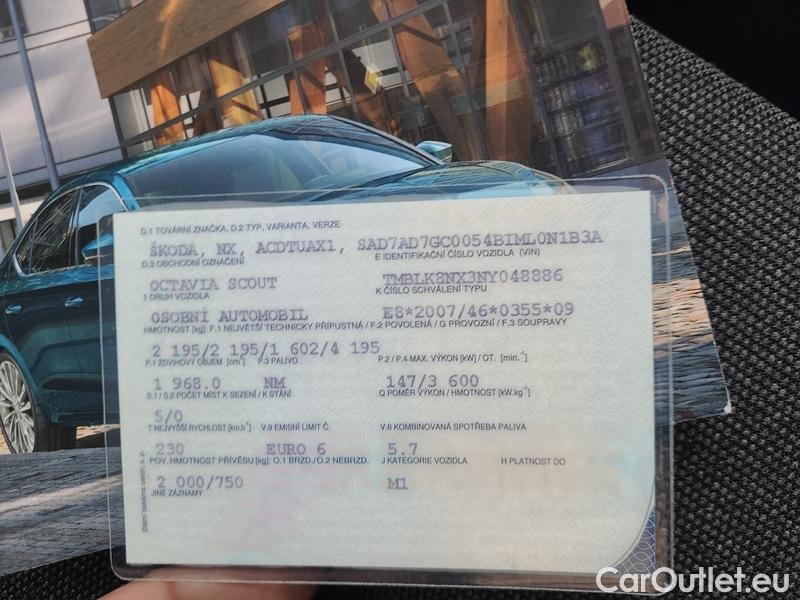 D.1 TOVÁRNÍ ZNAČKA, D.2 TYP, VARIANTA, VERZE
ŠKODA, NX, ACDTUAX1, SAD7AD7GC0054BIML0N1B3A
D.3 OBCHODNÍ OZNAČENÍ E IDENTIFIKAČNÍ ČÍSLO VOZIDLA (VIN)
OCTAVIA SCOUT TMBLK8NX3NY048886
1 DRUH VOZIDLA K ČÍSLO SCHVÁLENÍ TYPU
OSOBNÍ AUTOMOBIL E8*2007/46*0355*09
HMOTNOST [kg]: F.1 NEJVĚTŠÍ TECHNICKY PŘÍPUSTNÁ / F.2 POVOLENÁ / G PROVOZNÍ / F.3 SOUPRAVY
2 195/2 195/1 602/4 195
P.1 ZDVIHOVÝ OBJEM [cm³] P.3 PALIVO P.2 / P.4 MAX. VÝKON [kW] / OT. [min.⁻¹]
1 968.0 NM 147/3 600
S.1 / S.2 POČET MÍST K SEZENÍ / K STÁNÍ Q POMĚR VÝKON / HMOTNOST [kW.kg⁻¹]
5/0
T NEJVYŠŠÍ RYCHLOST [km.h⁻¹] V.9 EMISNÍ LIMIT Č. V.8 KOMBINOVANÁ SPOTŘEBA PALIVA
230 EURO 6 5.7
POV. HMOTNOST PŘÍVĚSU [kg]: O.1 BRZD./O.2 NEBRZD. J KATEGORIE VOZIDLA H PLATNOST DO
2 000/750 M1
JINÉ ZÁZNAMY
CarOutlet.eu